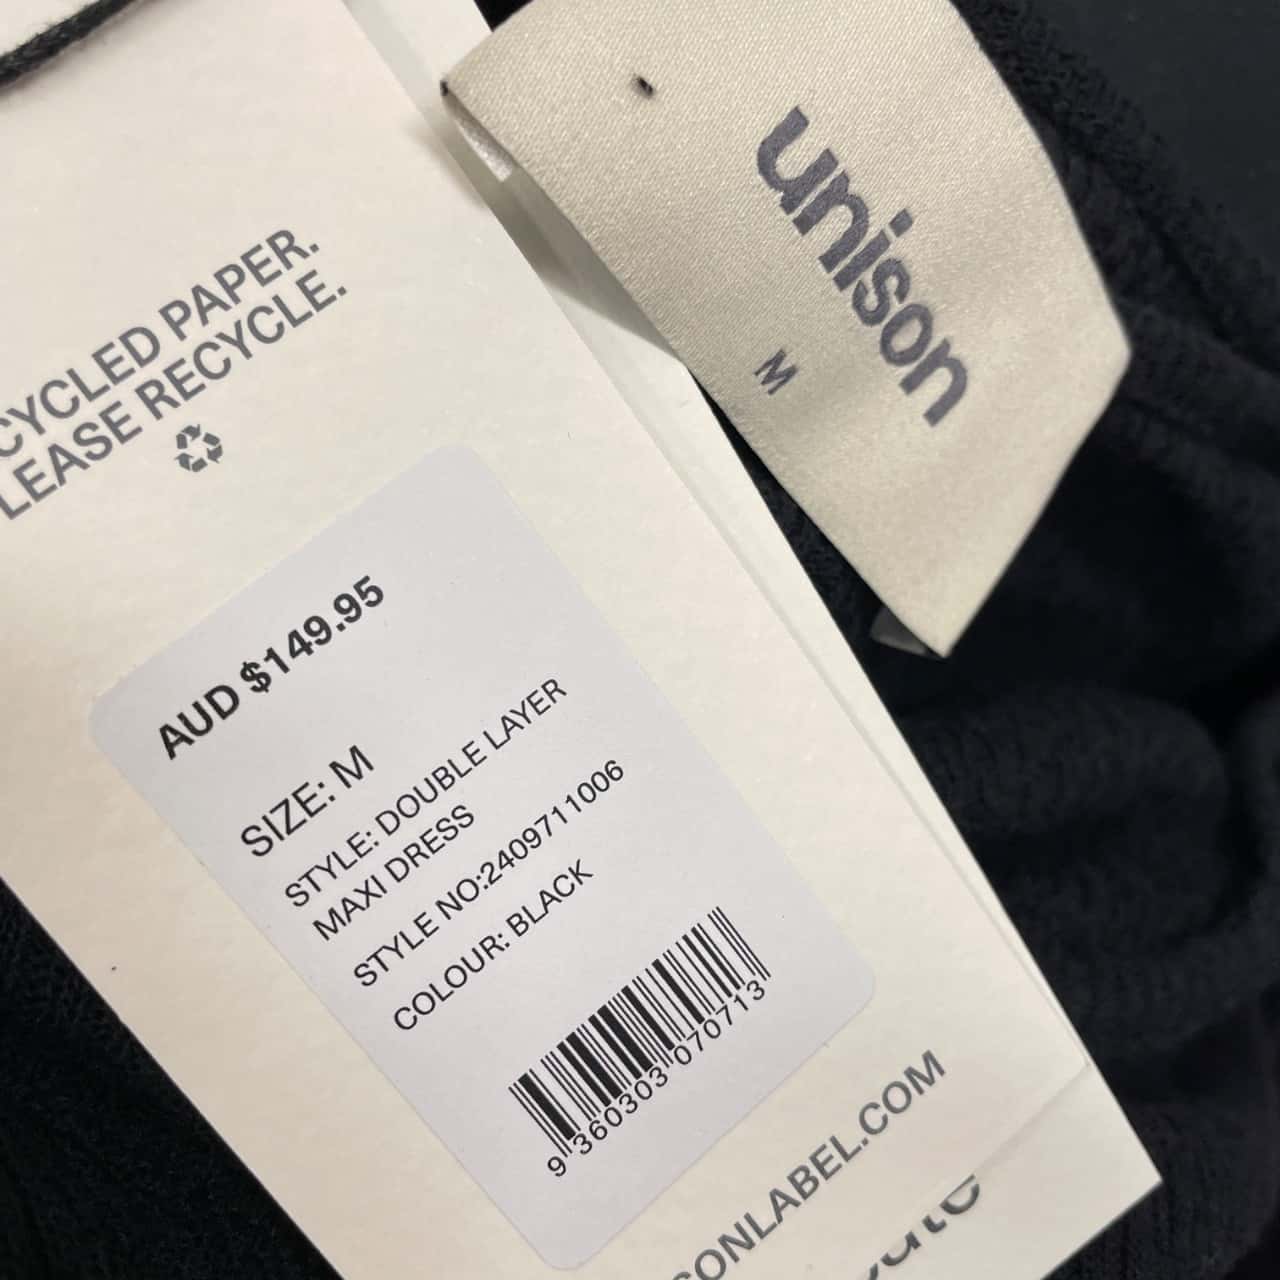 unison
M
CYCLED PAPER.
LEASE RECYCLE.
AUD $149.95
SIZE: M
STYLE: DOUBLE LAYER
MAXI DRESS
STYLE NO:2409711006
COLOUR: BLACK
9 360303 070713
SONLABEL.COM